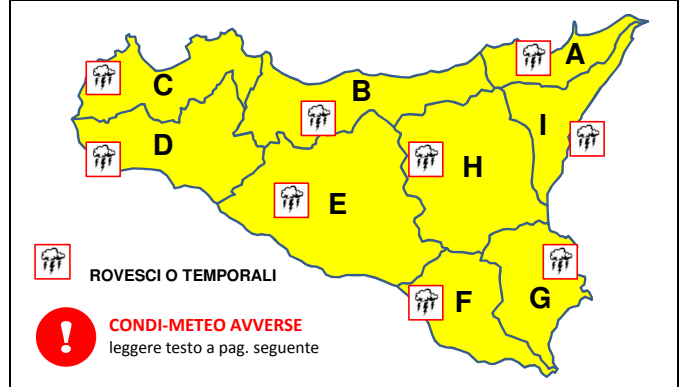 A
C
B
I
D
H
E
ROVESCI O TEMPORALI
F
G
!
CONDI-METEO AVVERSE
leggere testo a pag. seguente